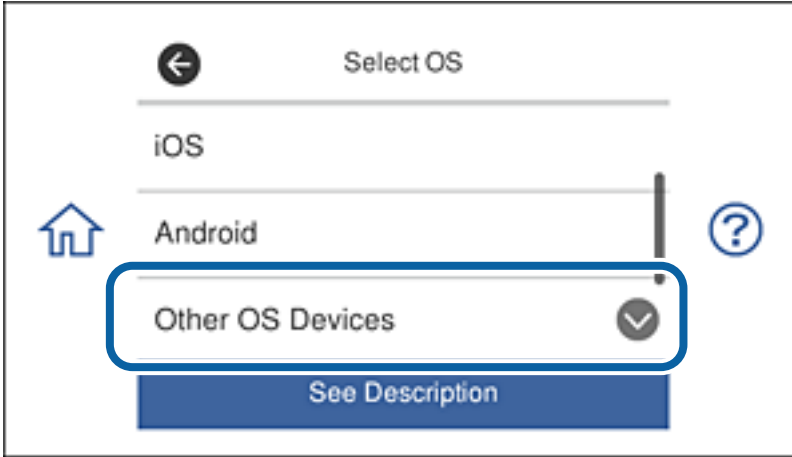 Select OS
iOS
Android
Other OS Devices
See Description